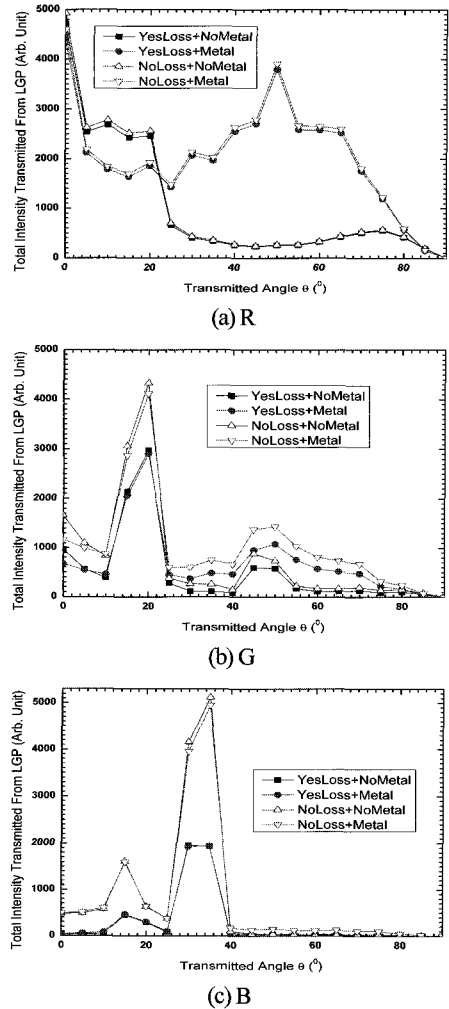 5000
4000
3000
2000
1000
0
Total Intensity Transmitted From LGP (Arb. Unit)
YesLoss+NoMetal
YesLoss+Metal
NoLoss+NoMetal
NoLoss+Metal
0 20 40 60 80
Transmitted Angle θ (⁰)
(a) R
5000
4000
3000
2000
1000
0
Total Intensity Transmitted From LGP (Arb. Unit)
YesLoss+NoMetal
YesLoss+Metal
NoLoss+NoMetal
NoLoss+Metal
0 20 40 60 80
Transmitted Angle θ (⁰)
(b) G
5000
4000
3000
2000
1000
0
Total Intensity Transmitted From LGP (Arb. Unit)
YesLoss+NoMetal
YesLoss+Metal
NoLoss+NoMetal
NoLoss+Metal
0 20 40 60 80
Transmitted Angle θ (⁰)
(c) B